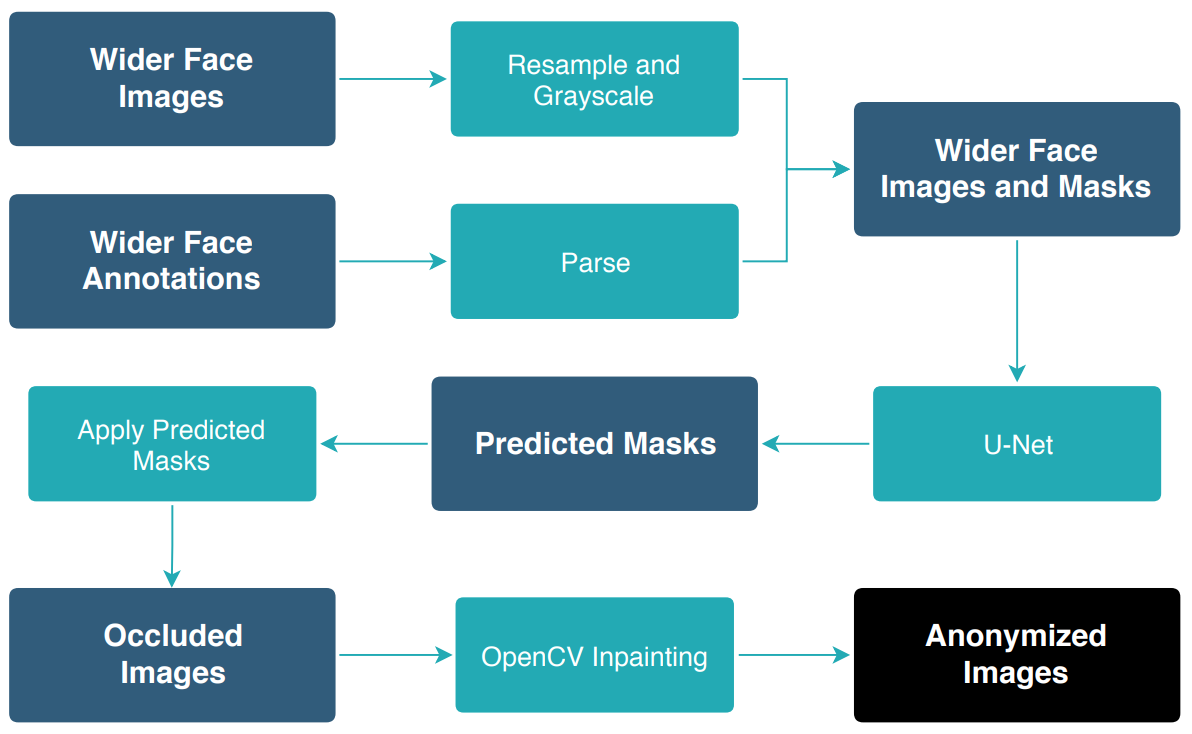 Wider Face
Images
Resample and
Grayscale
Wider Face
Images and Masks
Wider Face
Annotations
Parse
U-Net
Predicted Masks
Apply Predicted
Masks
Occluded
Images
OpenCV Inpainting
Anonymized
Images